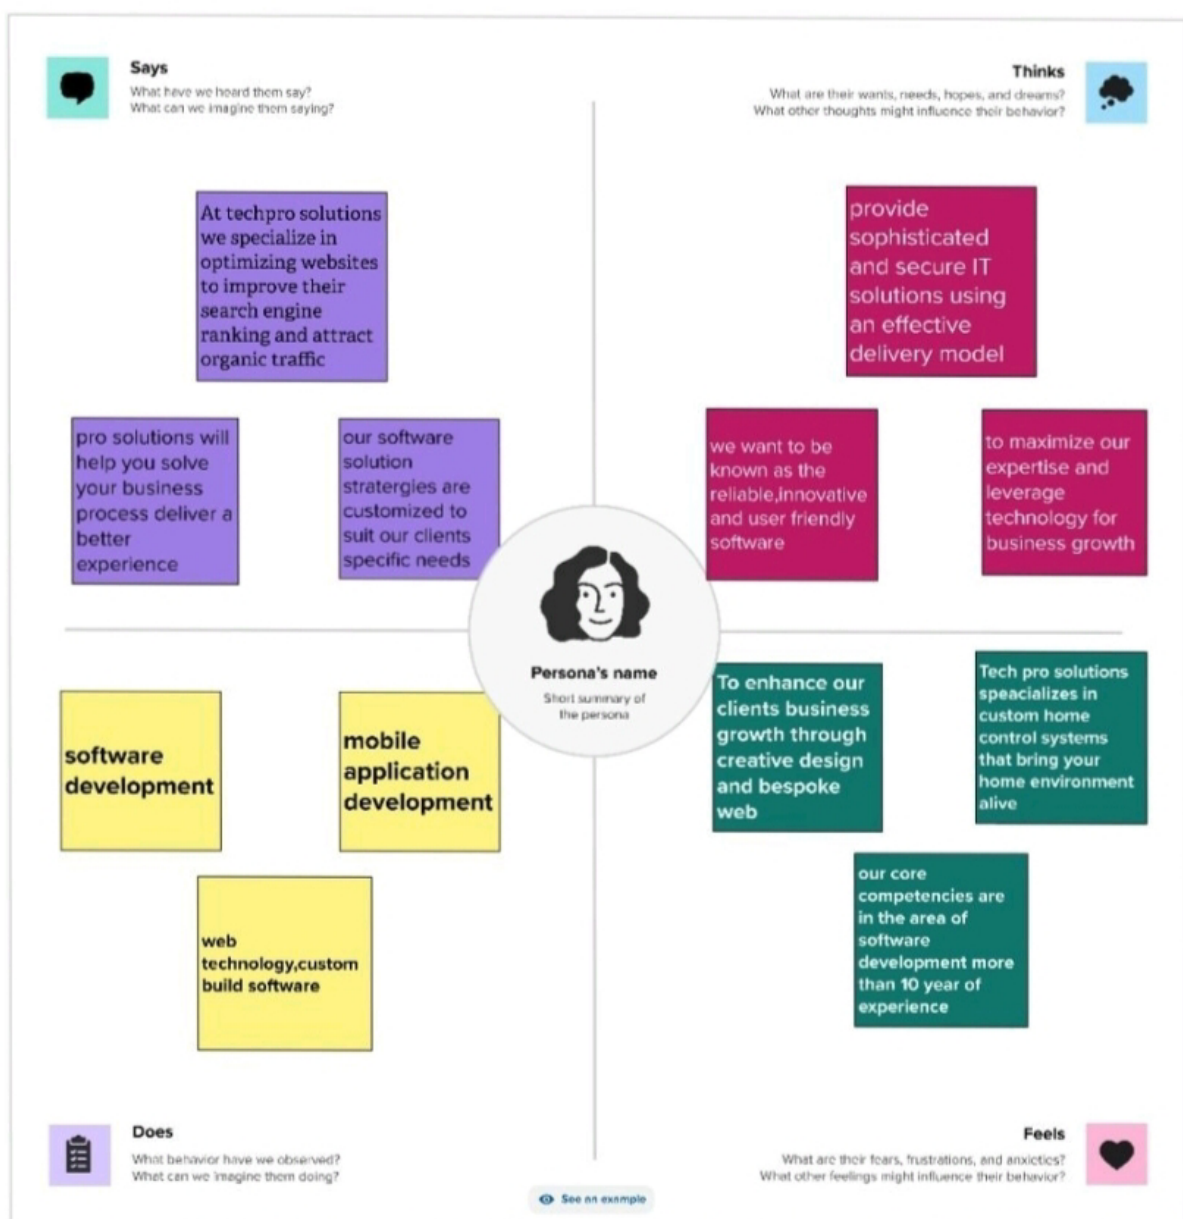 Says
What have we heard them say?
What can we imagine them saying?
Thinks
What are their wants, needs, hopes, and dreams?
What other thoughts might influence their behavior?
At techpro solutions
we specialize in
optimizing websites
to improve their
search engine
ranking and attract
organic traffic
provide
sophisticated
and secure IT
solutions using
an effective
delivery model
pro solutions will
help you solve
your business
process deliver a
better
experience
our software
solution
stratergies are
customized to
suit our clients
specific needs
we want to be
known as the
reliable,innovative
and user friendly
software
to maximize our
expertise and
leverage
technology for
business growth
Persona's name
Short summary of
the persona
software
development
mobile
application
development
web
technology,custom
build software
To enhance our
clients business
growth through
creative design
and bespoke
web
Tech pro solutions
speacializes in
custom home
control systems
that bring your
home environment
alive
our core
competencies are
in the area of
software
development more
than 10 year of
experience
Does
What behavior have we observed?
What can we imagine them doing?
Feels
What are their fears, frustrations, and anxieties?
What other feelings might influence their behavior?
See an example